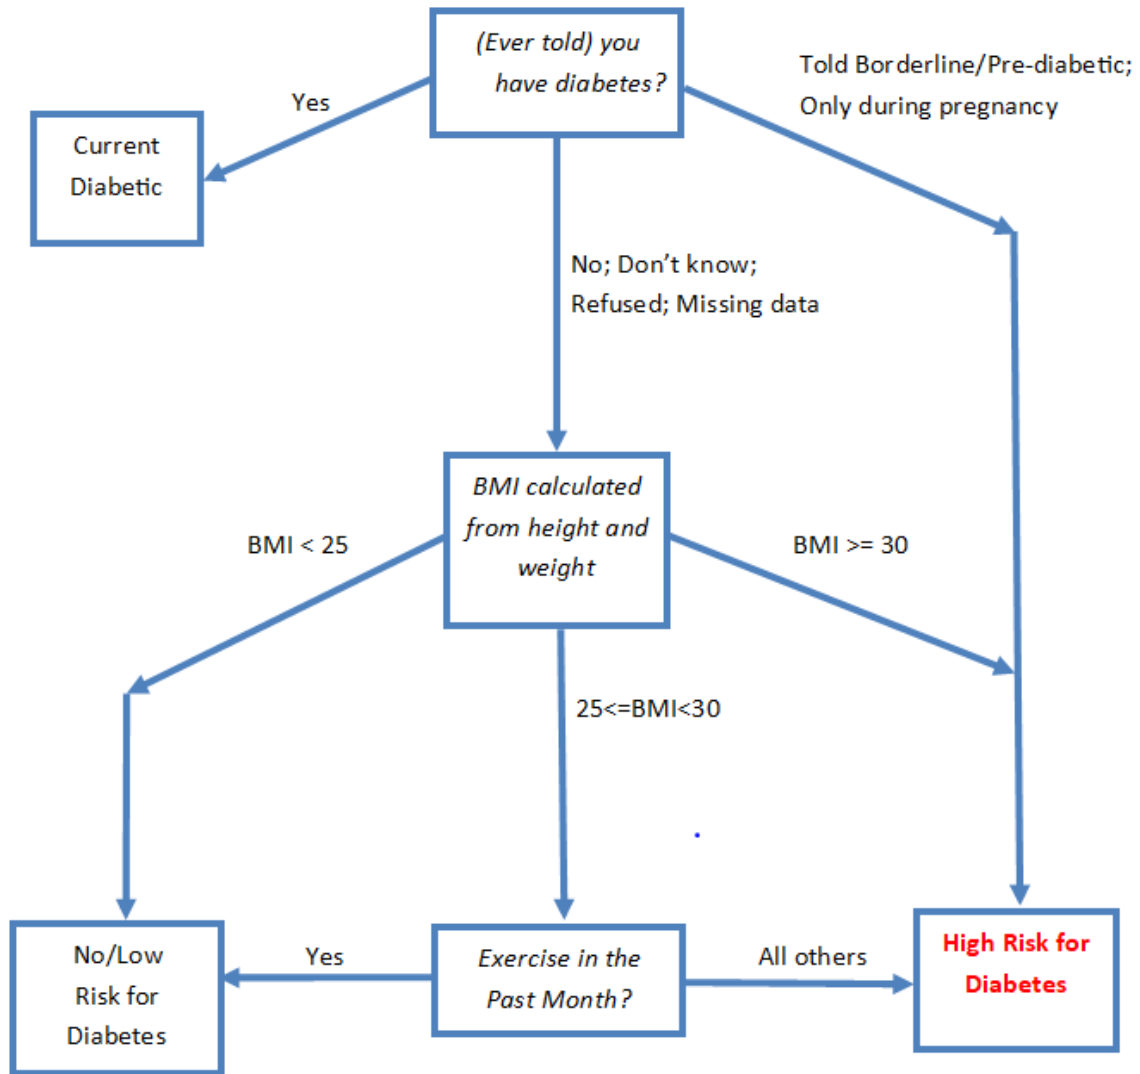 (Ever told) you
have diabetes?
Told Borderline/Pre-diabetic;
Only during pregnancy
Yes
Current
Diabetic
No; Don’t know;
Refused; Missing data
BMI calculated
from height and
weight
BMI < 25
BMI >= 30
25<=BMI<30
No/Low
Risk for
Diabetes
Yes
Exercise in the
Past Month?
All others
High Risk for
Diabetes